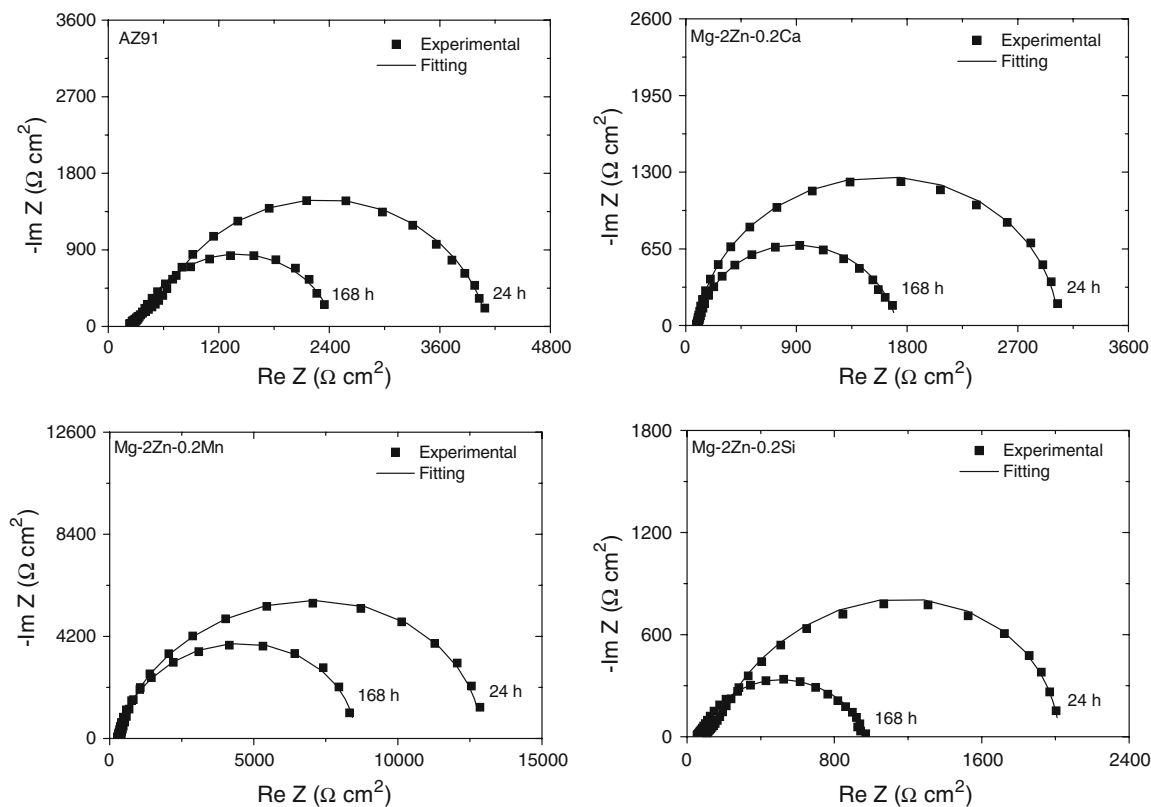 AZ91
Experimental
Fitting
3600
2700
1800
900
0
-Im Z (Ω cm²)
168 h
24 h
0 1200 2400 3600 4800
Re Z (Ω cm²)
Mg-2Zn-0.2Ca
Experimental
Fitting
2600
1950
1300
650
0
-Im Z (Ω cm²)
168 h
24 h
0 900 1800 2700 3600
Re Z (Ω cm²)
Mg-2Zn-0.2Mn
Experimental
Fitting
12600
8400
4200
0
-Im Z (Ω cm²)
168 h
24 h
0 5000 10000 15000
Re Z (Ω cm²)
Mg-2Zn-0.2Si
Experimental
Fitting
1800
1200
600
0
-Im Z (Ω cm²)
168 h
24 h
0 800 1600 2400
Re Z (Ω cm²)